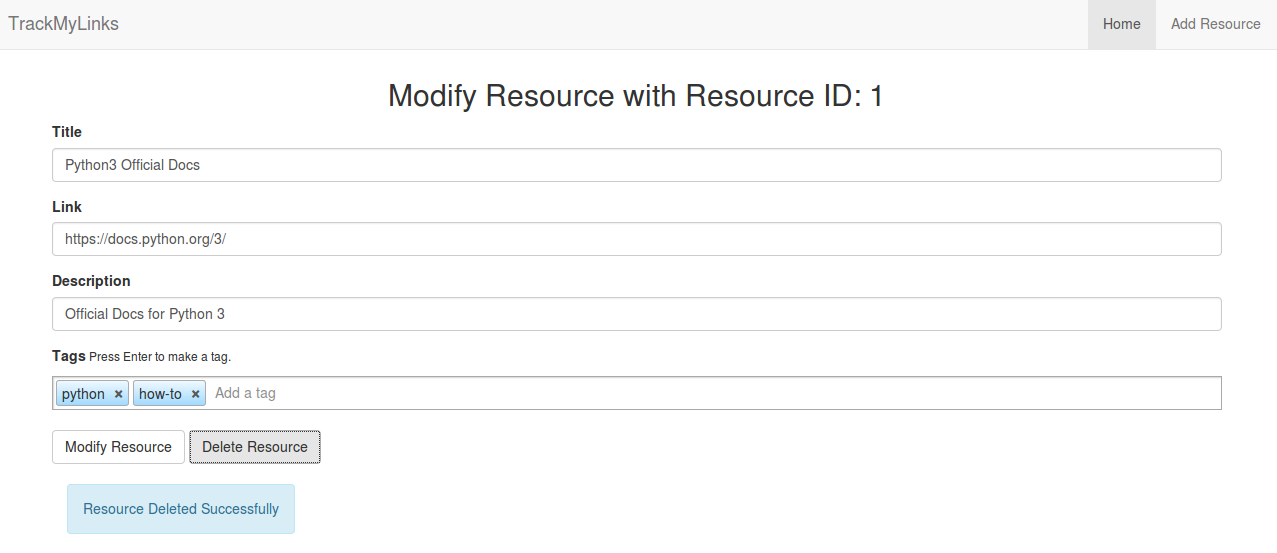 TrackMyLinks Home Add Resource
Modify Resource with Resource ID: 1
Title
Python3 Official Docs
Link
https://docs.python.org/3/
Description
Official Docs for Python 3
Tags Press Enter to make a tag.
python × how-to × Add a tag
Modify Resource Delete Resource
Resource Deleted Successfully